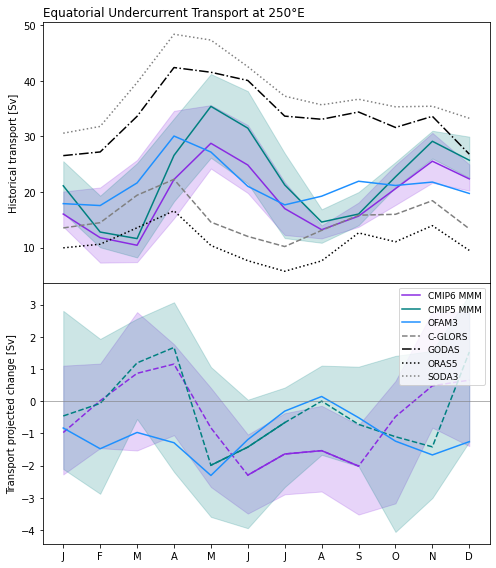 Equatorial Undercurrent Transport at 250°E
50
40
30
20
10
Historical transport [Sv]
CMIP6 MMM
CMIP5 MMM
OFAM3
C-GLORS
GODAS
ORAS5
SODA3
3
2
1
0
−1
−2
−3
−4
Transport projected change [Sv]
J F M A M J J A S O N D